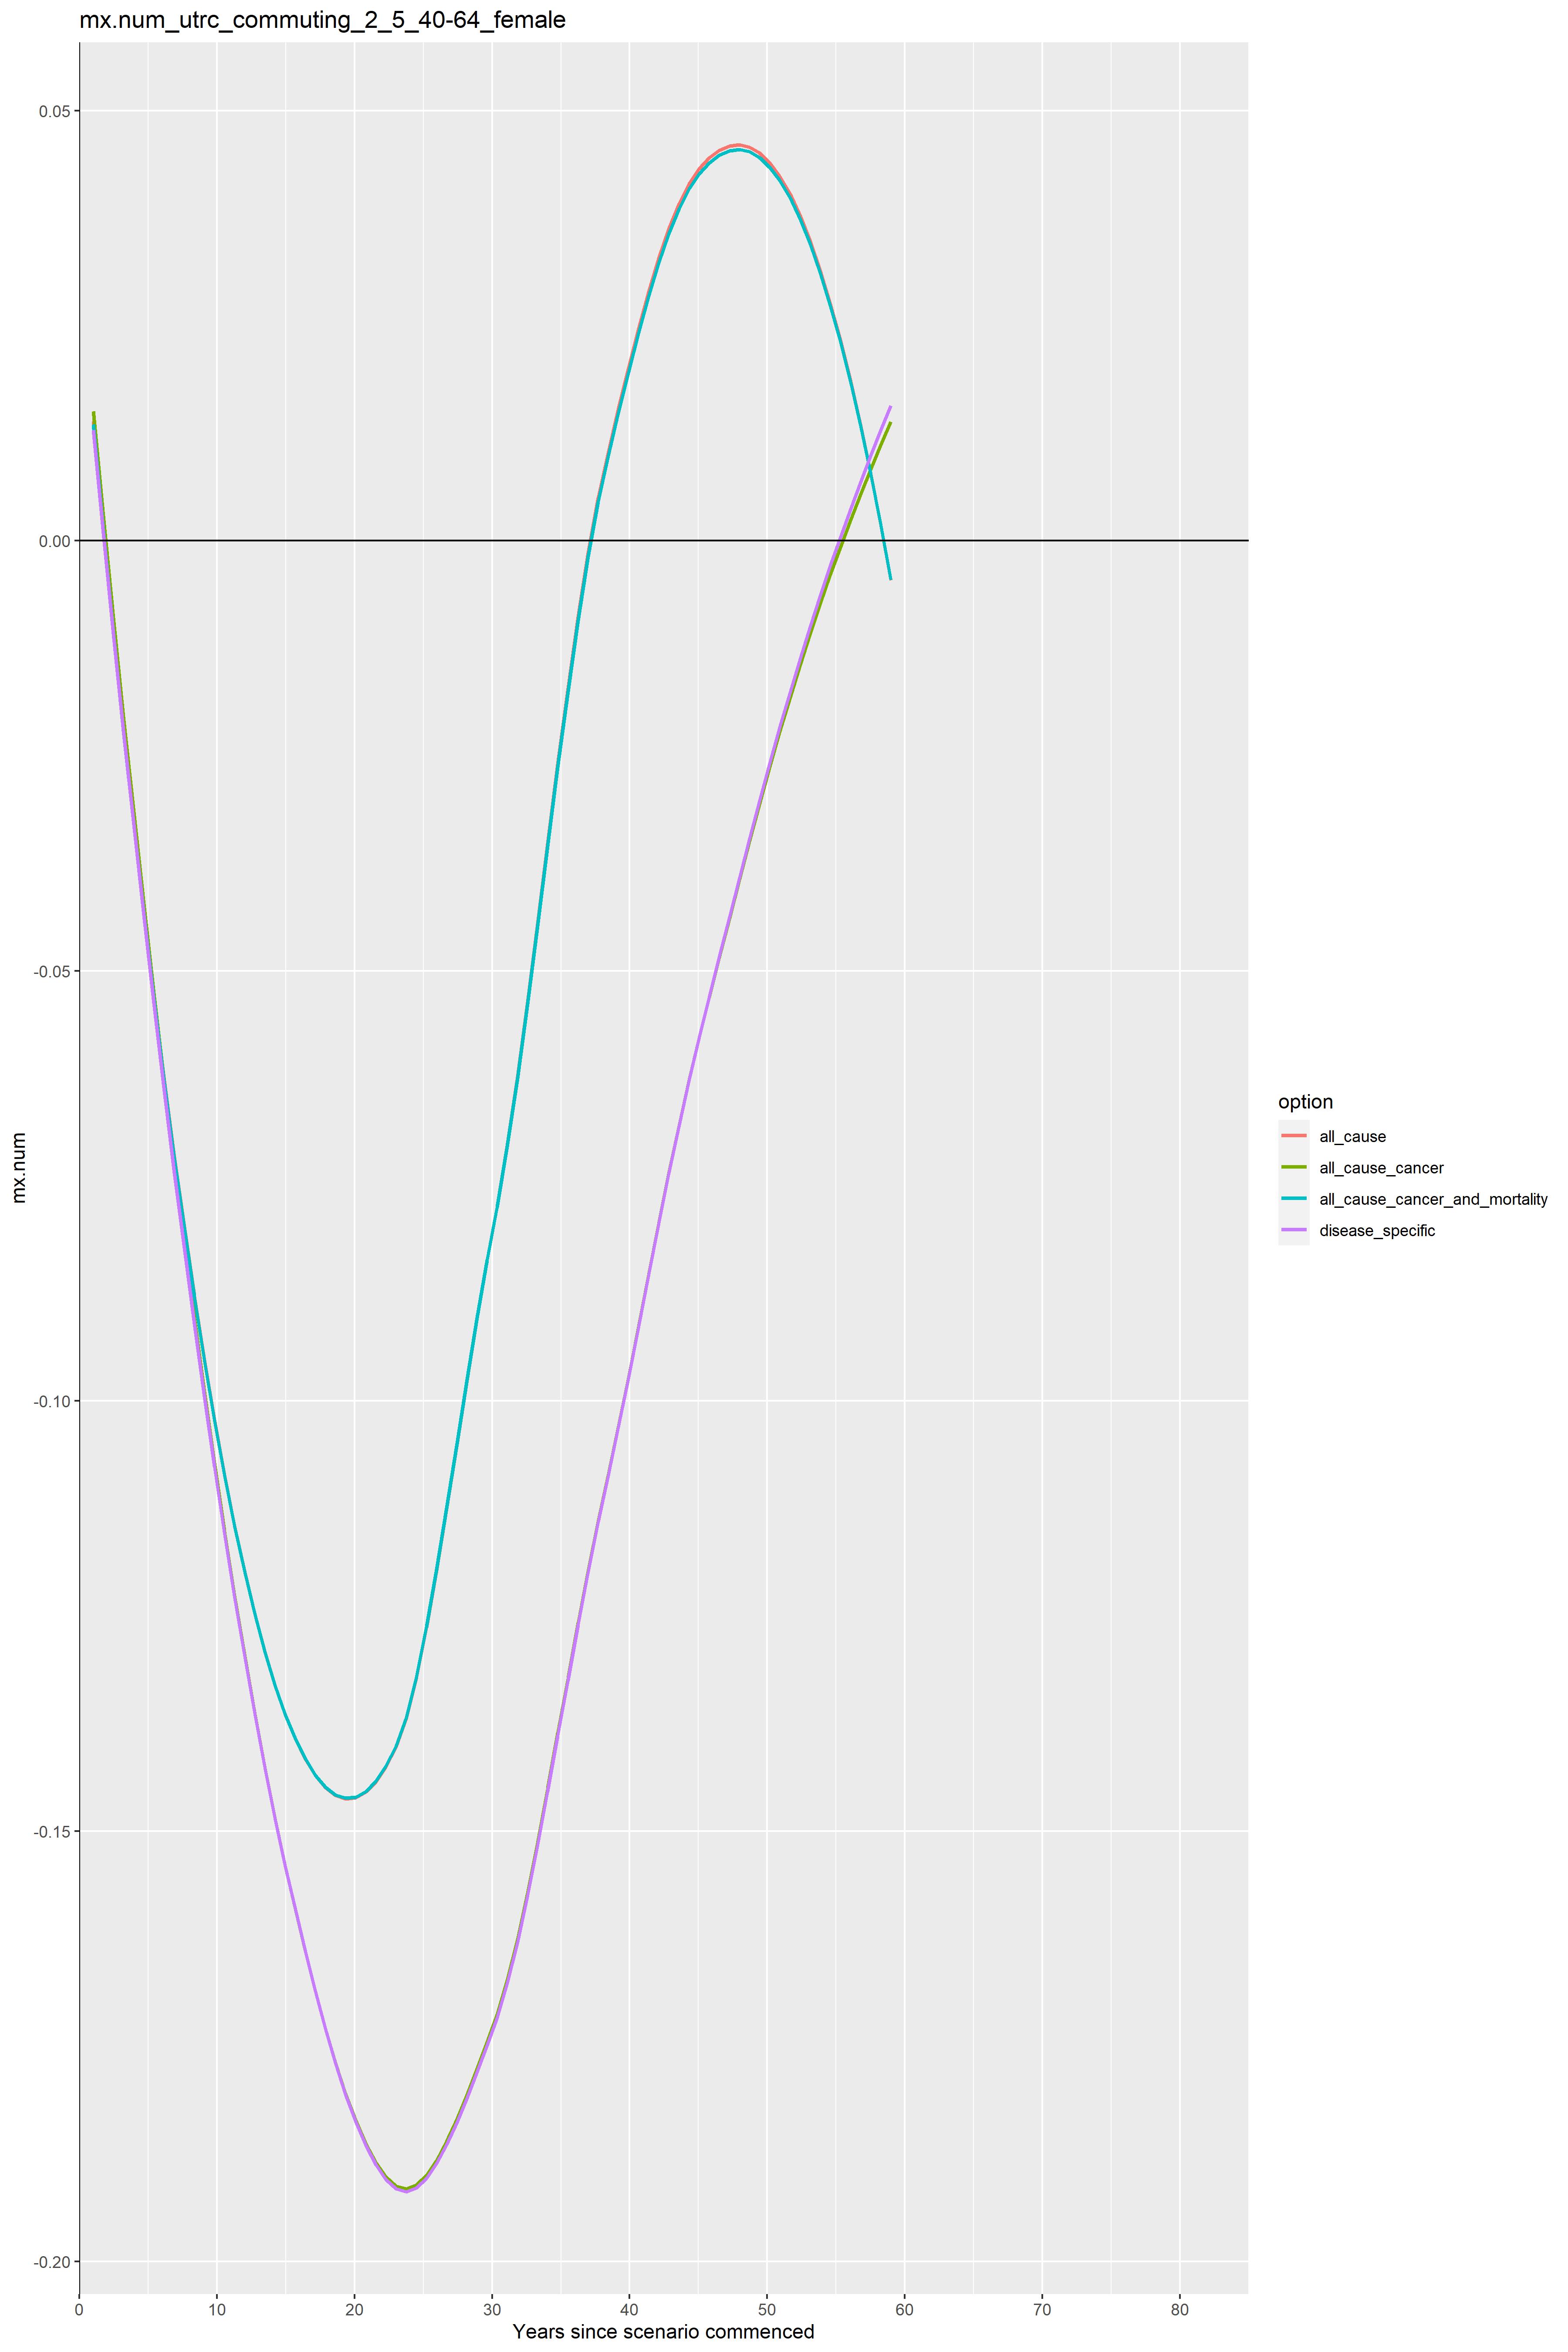 mx.num_utrc_commuting_2_5_40-64_female
0.05
0.00
-0.05
-0.10
-0.15
-0.20
mx.num
0 10 20 30 40 50 60 70 80
Years since scenario commenced
option
all_cause
all_cause_cancer
all_cause_cancer_and_mortality
disease_specific